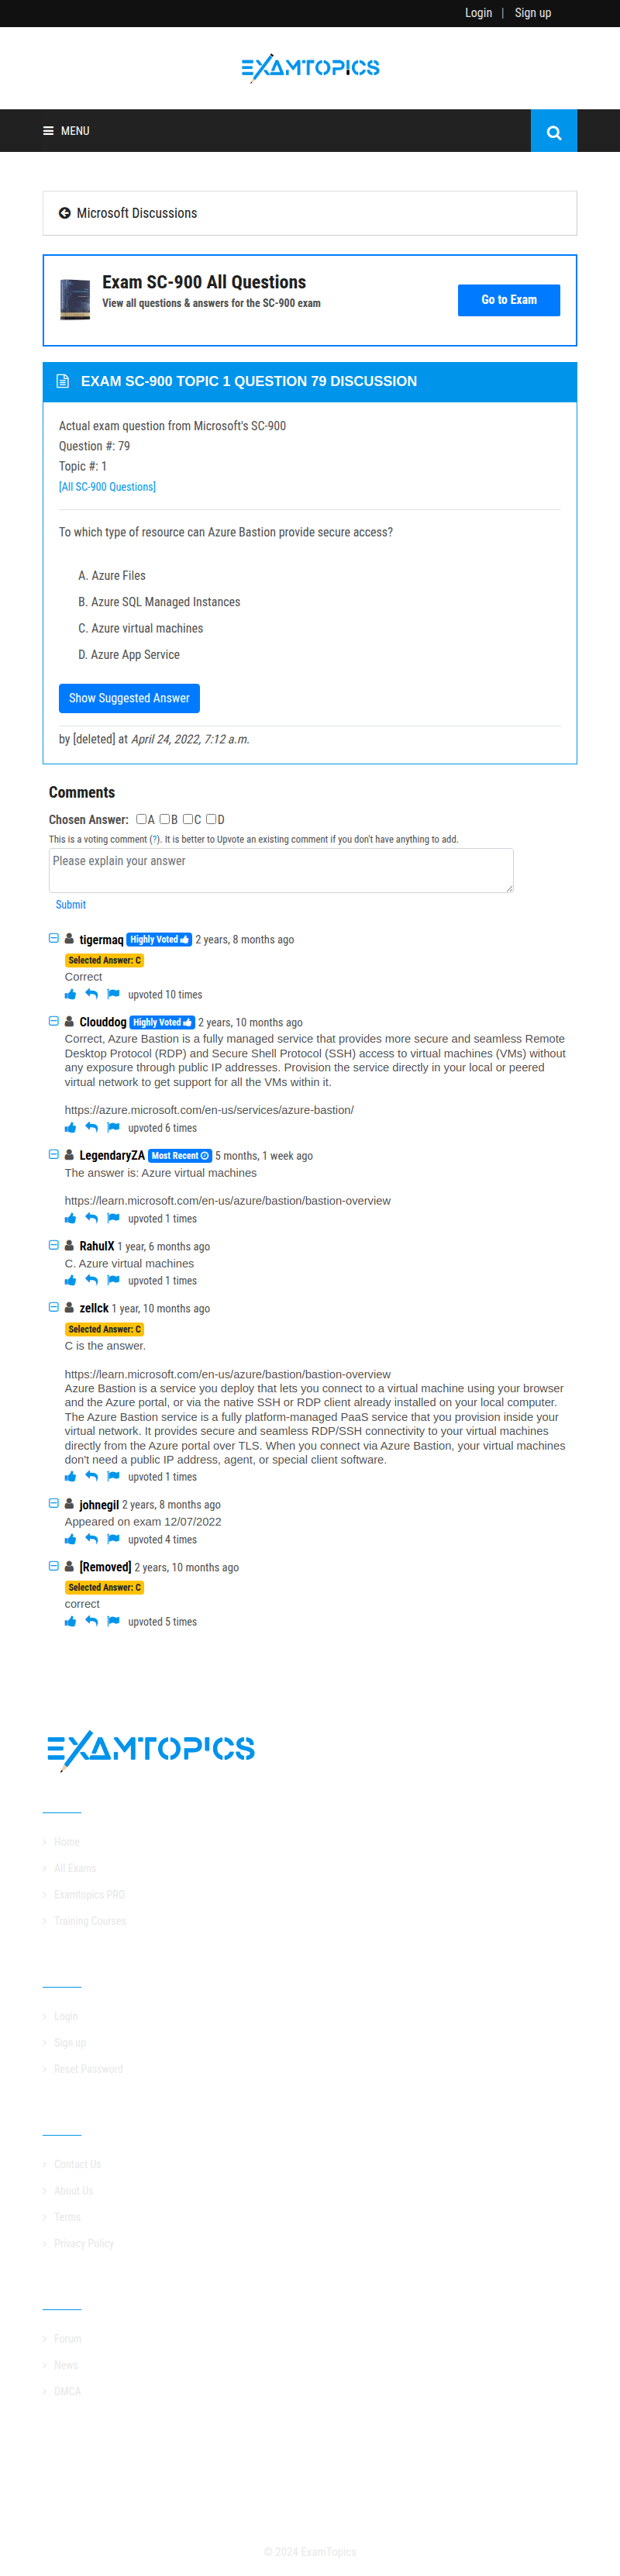 Login | Sign up
EXAMTOPICS
MENU
Microsoft Discussions
Exam SC-900 All Questions
View all questions & answers for the SC-900 exam
Go to Exam
EXAM SC-900 TOPIC 1 QUESTION 79 DISCUSSION
Actual exam question from Microsoft's SC-900
Question #: 79
Topic #: 1
[All SC-900 Questions]
To which type of resource can Azure Bastion provide secure access?
A. Azure Files
B. Azure SQL Managed Instances
C. Azure virtual machines
D. Azure App Service
Show Suggested Answer
by [deleted] at April 24, 2022, 7:12 a.m.
Comments
Chosen Answer: A B C D
This is a voting comment (?). It is better to Upvote an existing comment if you don't have anything to add.
Please explain your answer
Submit
tigermaq Highly Voted 2 years, 8 months ago
Selected Answer: C
Correct
upvoted 10 times
Clouddog Highly Voted 2 years, 10 months ago
Correct, Azure Bastion is a fully managed service that provides more secure and seamless Remote
Desktop Protocol (RDP) and Secure Shell Protocol (SSH) access to virtual machines (VMs) without
any exposure through public IP addresses. Provision the service directly in your local or peered
virtual network to get support for all the VMs within it.
https://azure.microsoft.com/en-us/services/azure-bastion/
upvoted 6 times
LegendaryZA Most Recent 5 months, 1 week ago
The answer is: Azure virtual machines
https://learn.microsoft.com/en-us/azure/bastion/bastion-overview
upvoted 1 times
RahulX 1 year, 6 months ago
C. Azure virtual machines
upvoted 1 times
zellck 1 year, 10 months ago
Selected Answer: C
C is the answer.
https://learn.microsoft.com/en-us/azure/bastion/bastion-overview
Azure Bastion is a service you deploy that lets you connect to a virtual machine using your browser
and the Azure portal, or via the native SSH or RDP client already installed on your local computer.
The Azure Bastion service is a fully platform-managed PaaS service that you provision inside your
virtual network. It provides secure and seamless RDP/SSH connectivity to your virtual machines
directly from the Azure portal over TLS. When you connect via Azure Bastion, your virtual machines
don't need a public IP address, agent, or special client software.
upvoted 1 times
johnegil 2 years, 8 months ago
Appeared on exam 12/07/2022
upvoted 4 times
[Removed] 2 years, 10 months ago
Selected Answer: C
correct
upvoted 5 times
EXAMTOPICS
Home
All Exams
Examtopics PRO
Training Courses
Login
Sign up
Reset Password
Contact Us
About Us
Terms
Privacy Policy
Forum
News
DMCA
© 2024 ExamTopics